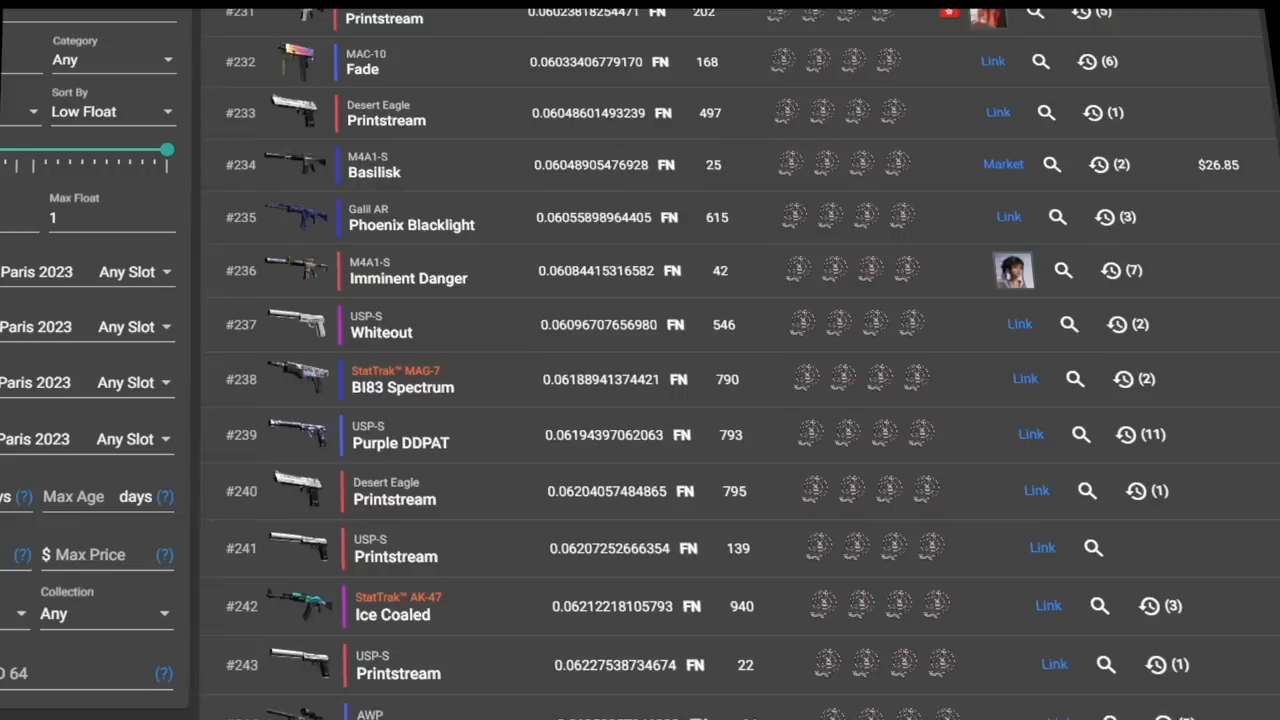 Category
Any
Sort By
Low Float
Max Float
1
Paris 2023 Any Slot
Paris 2023 Any Slot
Paris 2023 Any Slot
Paris 2023 Any Slot
(?) Max Age days (?)
(?) $ Max Price (?)
Collection
Any
64 (?)
#231 Printstream 0.06023818254471 FN 202 (5)
#232 MAC-10 Fade 0.06033406779170 FN 168 Link (6)
#233 Desert Eagle Printstream 0.06048601493239 FN 497 Link (1)
#234 M4A1-S Basilisk 0.06048905476928 FN 25 Market (2) $26.85
#235 Galil AR Phoenix Blacklight 0.06055898964405 FN 615 Link (3)
#236 M4A1-S Imminent Danger 0.06084415316582 FN 42 (7)
#237 USP-S Whiteout 0.06096707656980 FN 546 Link (2)
#238 StatTrak™ MAG-7 BI83 Spectrum 0.06188941374421 FN 790 Link (2)
#239 USP-S Purple DDPAT 0.06194397062063 FN 793 Link (11)
#240 Desert Eagle Printstream 0.06204057484865 FN 795 Link (1)
#241 USP-S Printstream 0.06207252666354 FN 139 Link
#242 StatTrak™ AK-47 Ice Coaled 0.06212218105793 FN 940 Link (3)
#243 USP-S Printstream 0.06227538734674 FN 22 Link (1)
AWP